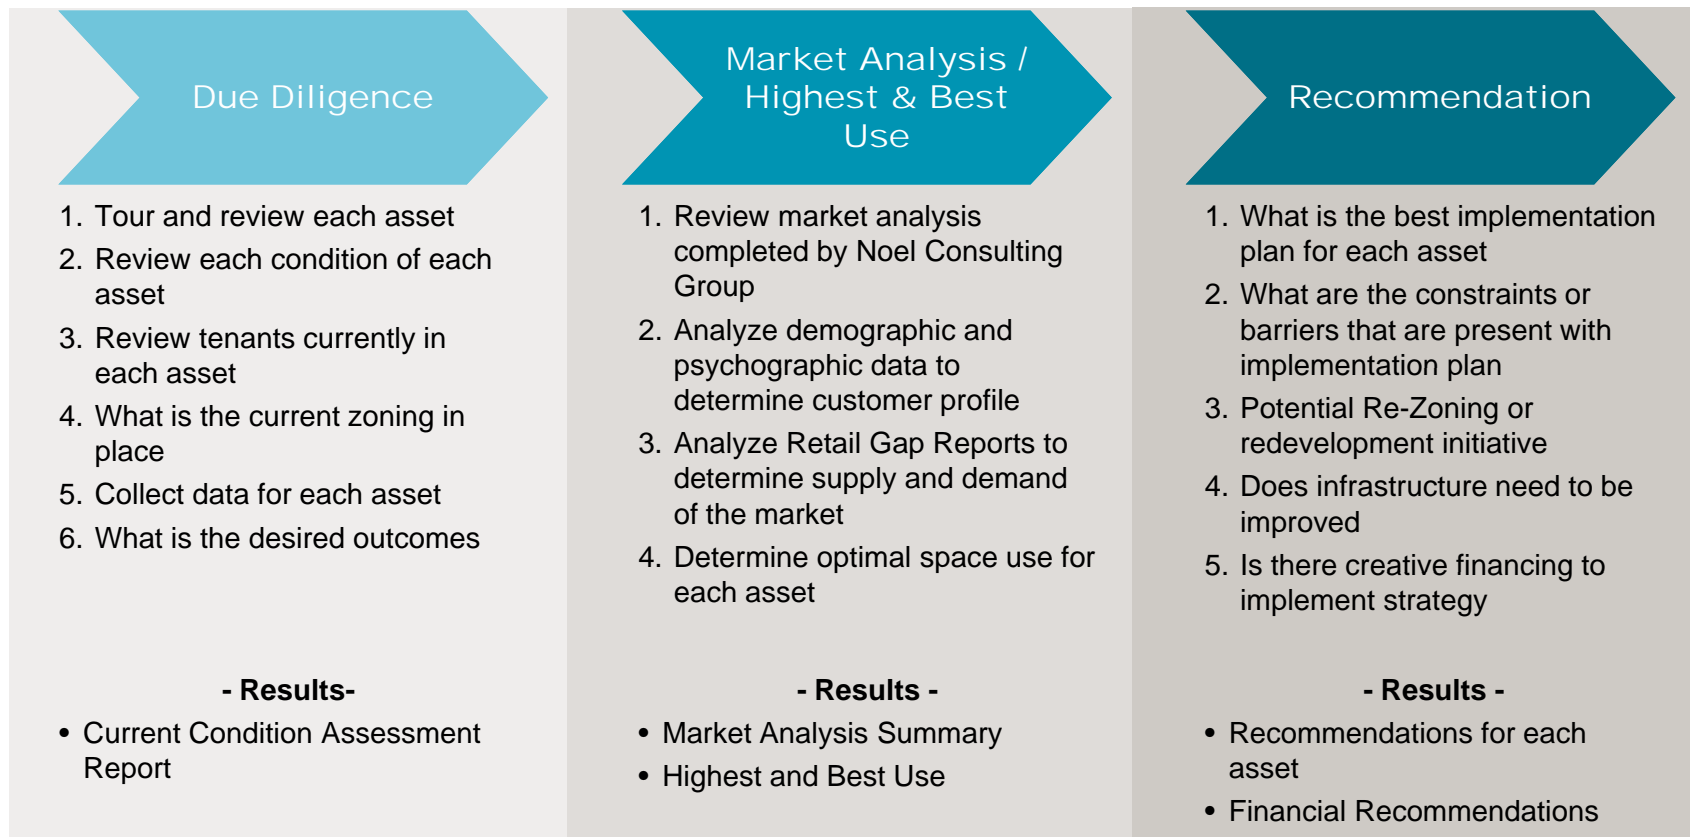 Due Diligence
1. Tour and review each asset
2. Review each condition of each
asset
3. Review tenants currently in
each asset
4. What is the current zoning in
place
5. Collect data for each asset
6. What is the desired outcomes
- Results-
• Current Condition Assessment
Report
Market Analysis /
Highest & Best
Use
1. Review market analysis
completed by Noel Consulting
Group
2. Analyze demographic and
psychographic data to
determine customer profile
3. Analyze Retail Gap Reports to
determine supply and demand
of the market
4. Determine optimal space use for
each asset
- Results -
• Market Analysis Summary
• Highest and Best Use
Recommendation
1. What is the best implementation
plan for each asset
2. What are the constraints or
barriers that are present with
implementation plan
3. Potential Re-Zoning or
redevelopment initiative
4. Does infrastructure need to be
improved
5. Is there creative financing to
implement strategy
- Results -
• Recommendations for each
asset
• Financial Recommendations